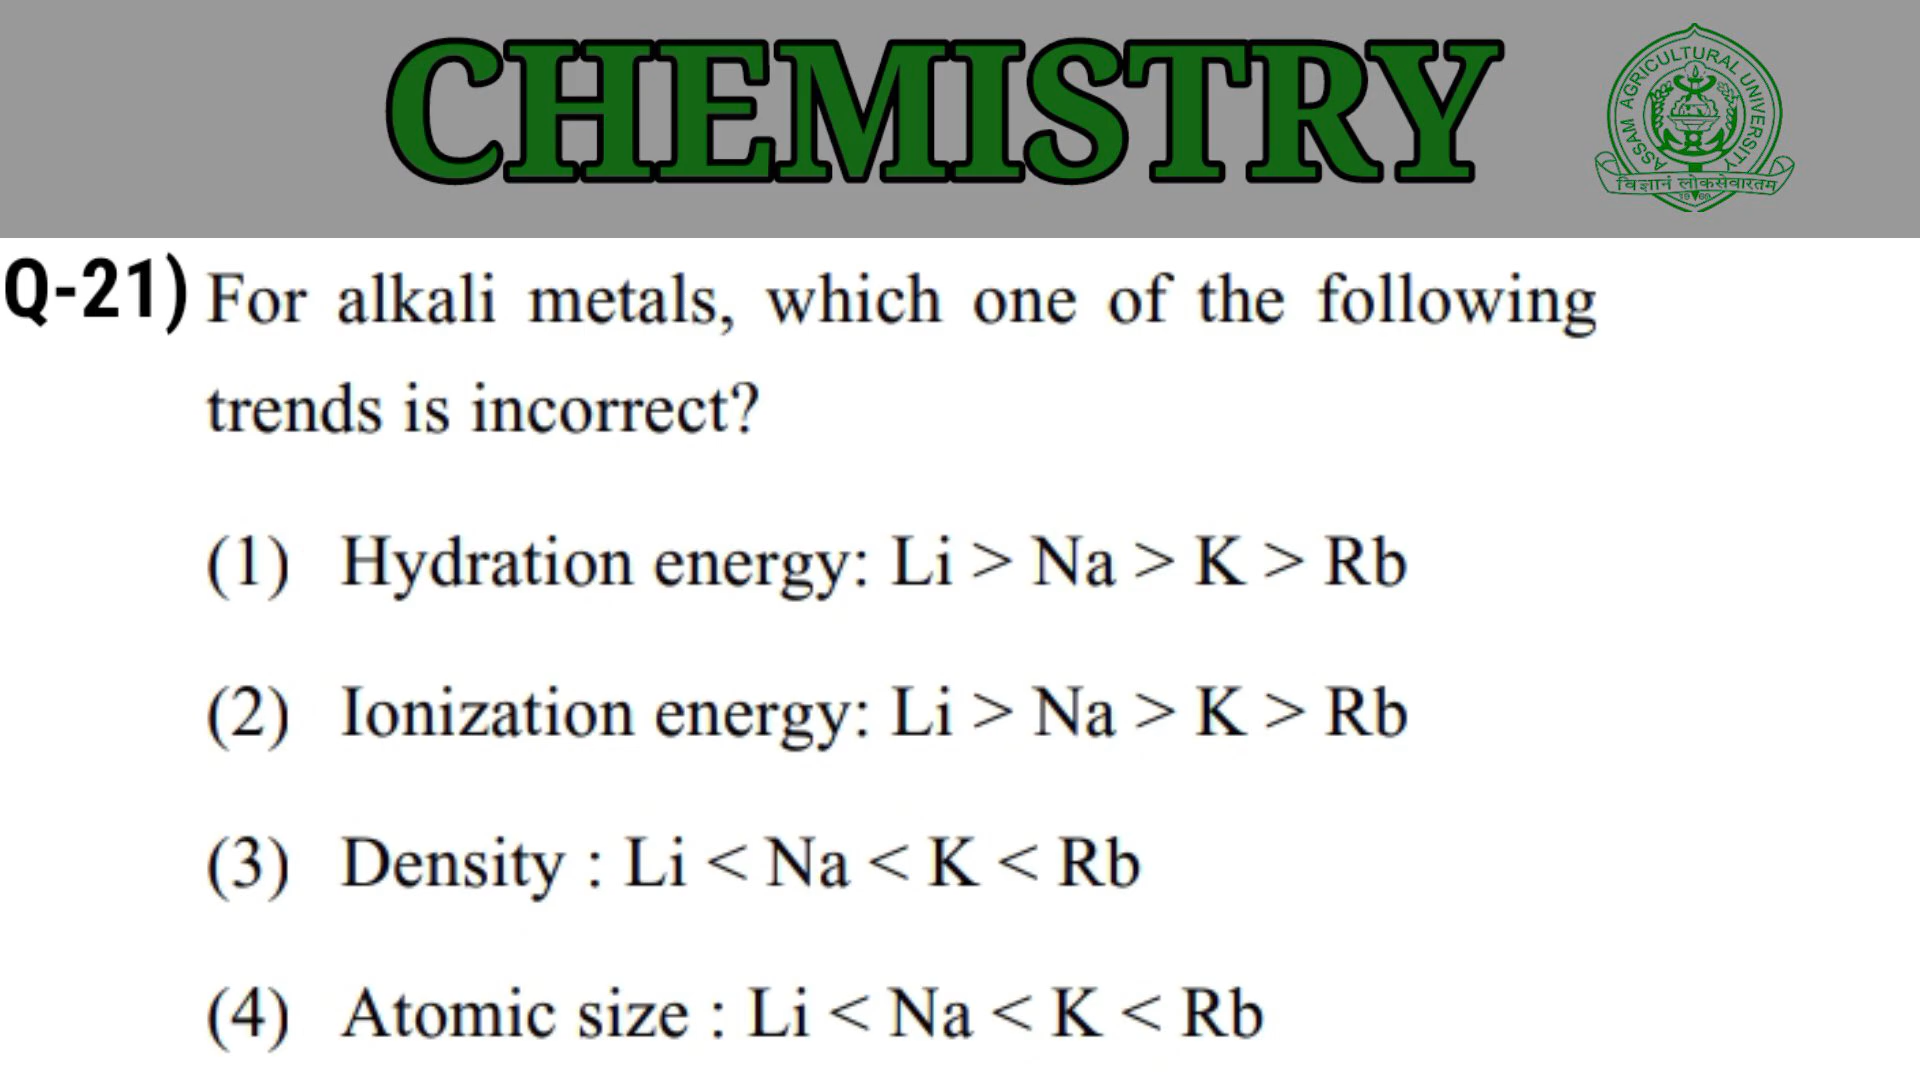 CHEMISTRY
ASSAM AGRICULTURAL UNIVERSITY
विज्ञानं लोकसेवारतम
Q-21) For alkali metals, which one of the following
trends is incorrect?
(1) Hydration energy: Li > Na > K > Rb
(2) Ionization energy: Li > Na > K > Rb
(3) Density : Li < Na < K < Rb
(4) Atomic size : Li < Na < K < Rb